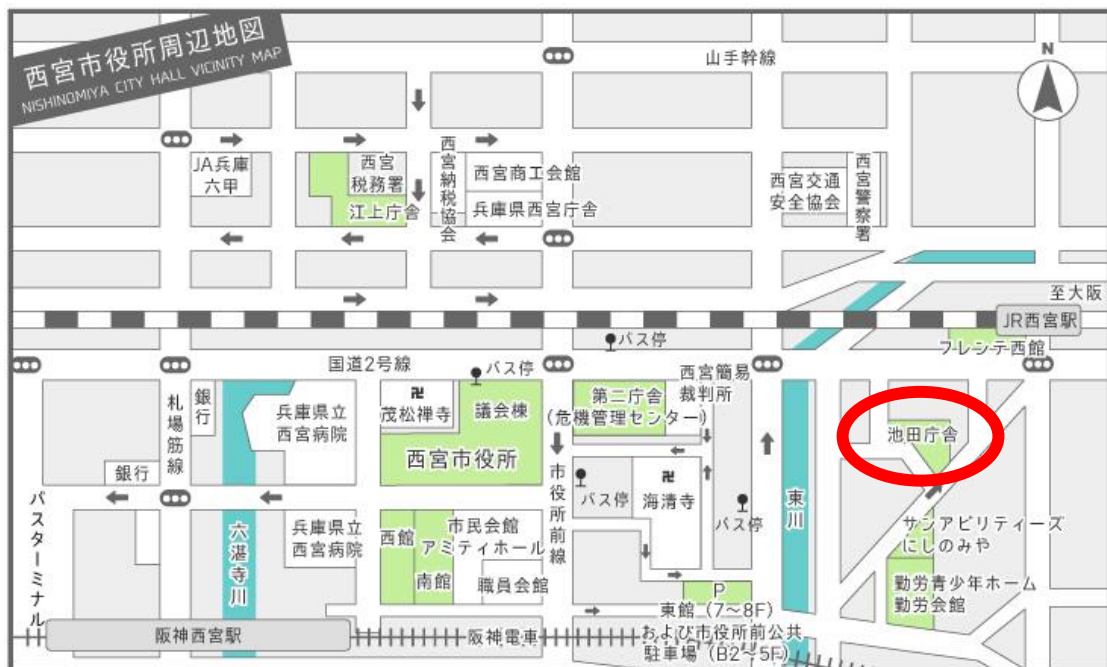 西宮市役所周辺地図
NISHINOMIYA CITY HALL VICINITY MAP
山手幹線
N
JA兵庫
六甲
西宮
税務署
江上庁舎
西宮納税協会
西宮商工会館
兵庫県西宮庁舎
西宮交通
安全協会
西宮警察署
至大阪
JR西宮駅
フレンテ西館
バス停
国道2号線
バス停
西宮簡易
裁判所
札場筋線
銀行
兵庫県立
西宮病院
茂松禅寺
議会棟
西宮市役所
第二庁舎
(危機管理センター)
池田庁舎
銀行
バスターミナル
六湛寺川
兵庫県立
西宮病院
西館
南館
市民会館
アミティホール
職員会館
市役所前線
バス停
海清寺
バス停
東川
サンアビリティーズ
にしのみや
勤労青少年ホーム
勤労会館
P
東館(7~8F)
および市役所前公共
駐車場(B2~5F)
阪神西宮駅
阪神電車